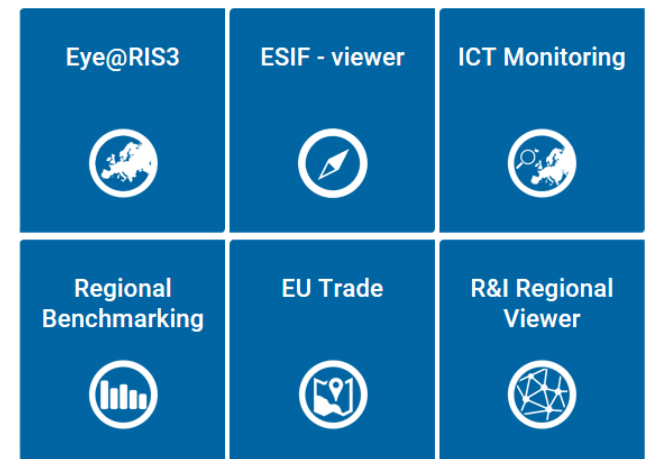 Eye@RIS3
ESIF - viewer
ICT Monitoring
Regional
Benchmarking
EU Trade
R&I Regional
Viewer